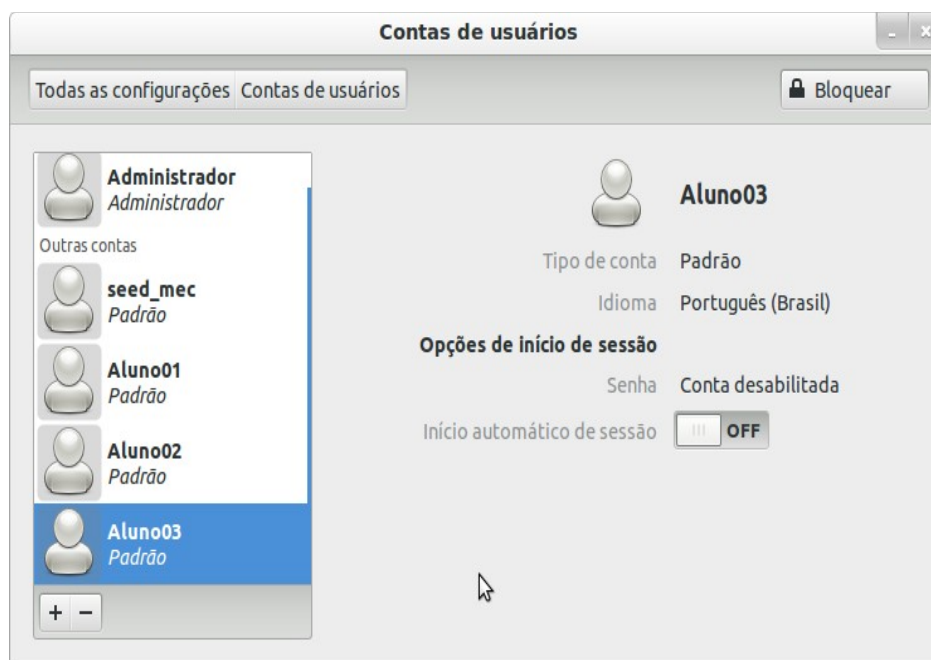 Contas de usuários
Todas as configurações Contas de usuários
Bloquear
Administrador
Administrador
Outras contas
seed_mec
Padrão
Aluno01
Padrão
Aluno02
Padrão
Aluno03
Padrão
+ −
Aluno03
Tipo de conta Padrão
Idioma Português (Brasil)
Opções de início de sessão
Senha Conta desabilitada
Início automático de sessão OFF